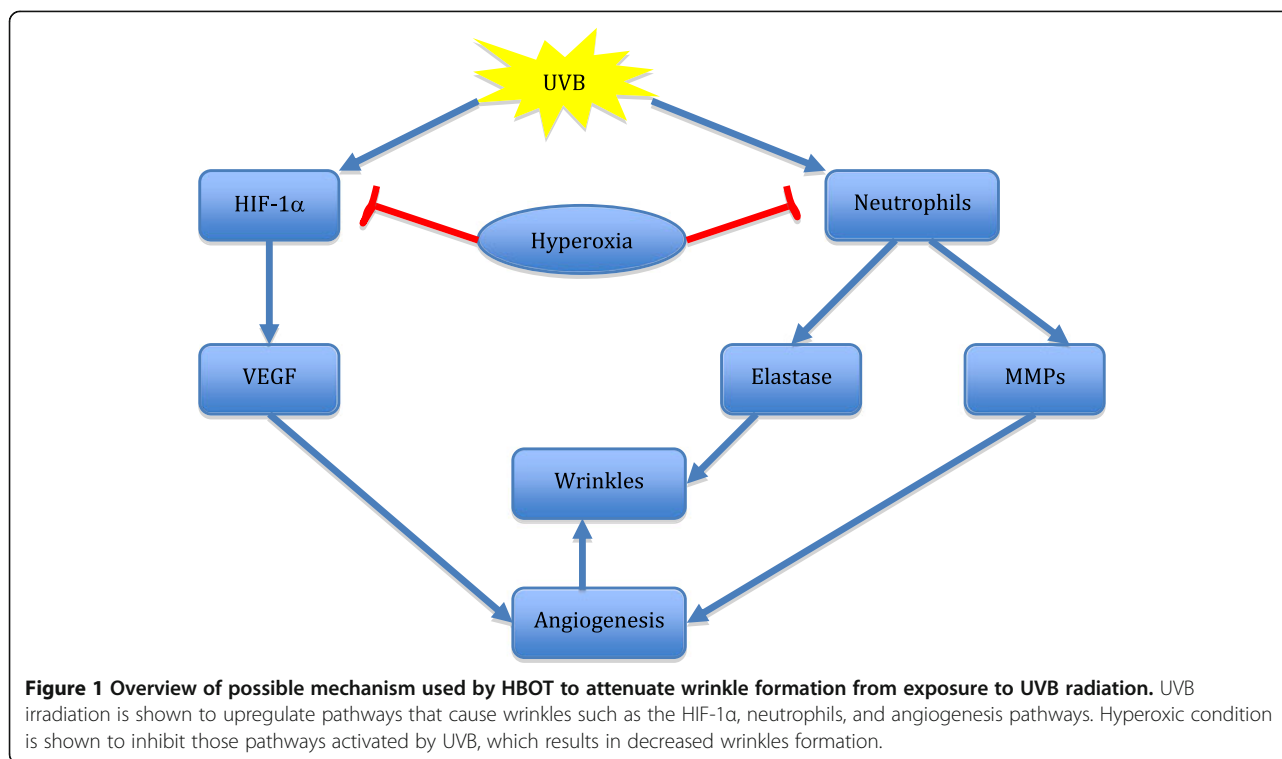 UVB
HIF-1α
Neutrophils
Hyperoxia
VEGF
Elastase
MMPs
Wrinkles
Angiogenesis
Figure 1 Overview of possible mechanism used by HBOT to attenuate wrinkle formation from exposure to UVB radiation. UVB
irradiation is shown to upregulate pathways that cause wrinkles such as the HIF-1α, neutrophils, and angiogenesis pathways. Hyperoxic condition
is shown to inhibit those pathways activated by UVB, which results in decreased wrinkles formation.